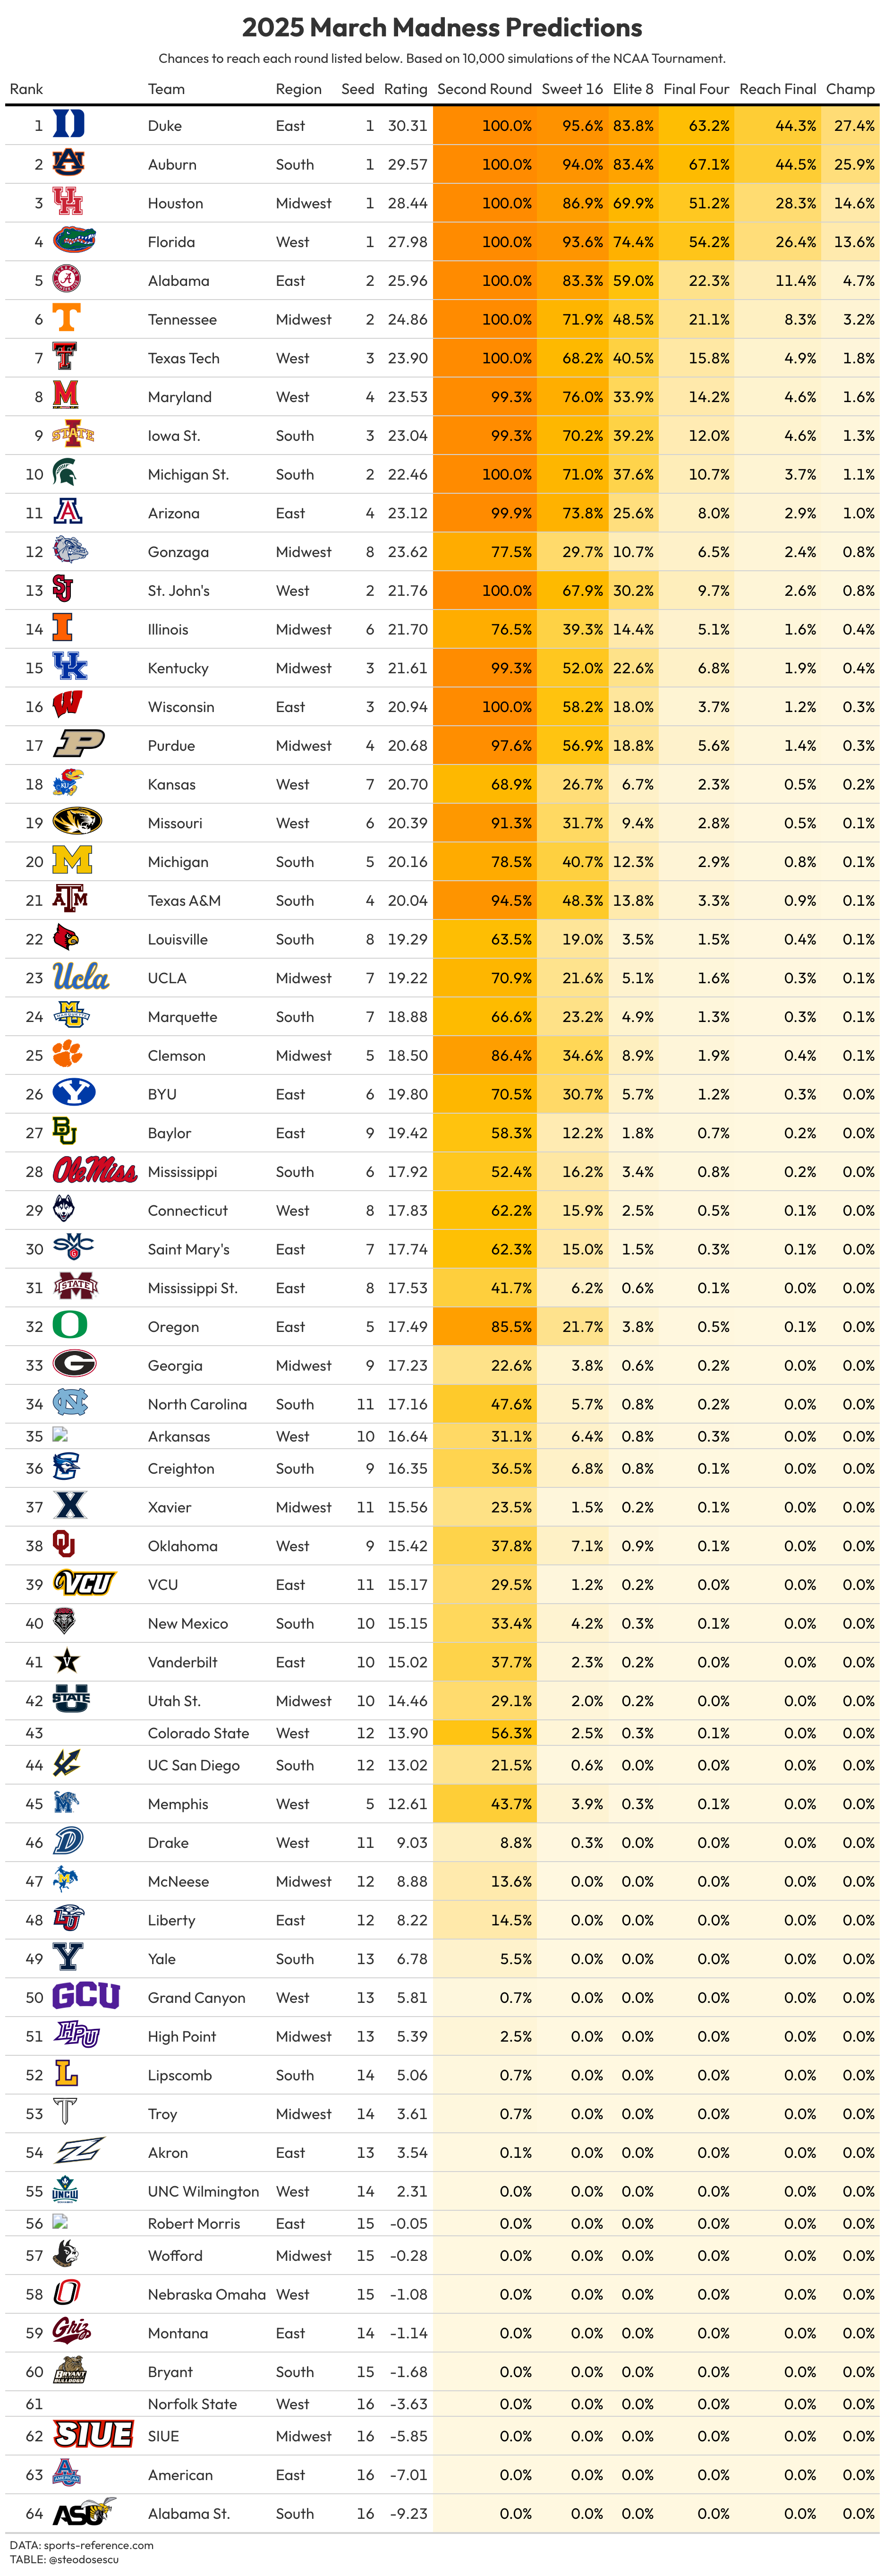 2025 March Madness Predictions
Chances to reach each round listed below. Based on 10,000 simulations of the NCAA Tournament.
Rank Team Region Seed Rating Second Round Sweet 16 Elite 8 Final Four Reach Final Champ
1 Duke East 1 30.31 100.0% 95.6% 83.8% 63.2% 44.3% 27.4%
2 Auburn South 1 29.57 100.0% 94.0% 83.4% 67.1% 44.5% 25.9%
3 Houston Midwest 1 28.44 100.0% 86.9% 69.9% 51.2% 28.3% 14.6%
4 Florida West 1 27.98 100.0% 93.6% 74.4% 54.2% 26.4% 13.6%
5 Alabama East 2 25.96 100.0% 83.3% 59.0% 22.3% 11.4% 4.7%
6 Tennessee Midwest 2 24.86 100.0% 71.9% 48.5% 21.1% 8.3% 3.2%
7 Texas Tech West 3 23.90 100.0% 68.2% 40.5% 15.8% 4.9% 1.8%
8 Maryland West 4 23.53 99.3% 76.0% 33.9% 14.2% 4.6% 1.6%
9 STATE Iowa St. South 3 23.04 99.3% 70.2% 39.2% 12.0% 4.6% 1.3%
10 Michigan St. South 2 22.46 100.0% 71.0% 37.6% 10.7% 3.7% 1.1%
11 Arizona East 4 23.12 99.9% 73.8% 25.6% 8.0% 2.9% 1.0%
12 Gonzaga Midwest 8 23.62 77.5% 29.7% 10.7% 6.5% 2.4% 0.8%
13 St. John's West 2 21.76 100.0% 67.9% 30.2% 9.7% 2.6% 0.8%
14 Illinois Midwest 6 21.70 76.5% 39.3% 14.4% 5.1% 1.6% 0.4%
15 Kentucky Midwest 3 21.61 99.3% 52.0% 22.6% 6.8% 1.9% 0.4%
16 Wisconsin East 3 20.94 100.0% 58.2% 18.0% 3.7% 1.2% 0.3%
17 Purdue Midwest 4 20.68 97.6% 56.9% 18.8% 5.6% 1.4% 0.3%
18 Kansas West 7 20.70 68.9% 26.7% 6.7% 2.3% 0.5% 0.2%
19 Missouri West 6 20.39 91.3% 31.7% 9.4% 2.8% 0.5% 0.1%
20 Michigan South 5 20.16 78.5% 40.7% 12.3% 2.9% 0.8% 0.1%
21 Texas A&M South 4 20.04 94.5% 48.3% 13.8% 3.3% 0.9% 0.1%
22 Louisville South 8 19.29 63.5% 19.0% 3.5% 1.5% 0.4% 0.1%
23 Ucla UCLA Midwest 7 19.22 70.9% 21.6% 5.1% 1.6% 0.3% 0.1%
24 Marquette South 7 18.88 66.6% 23.2% 4.9% 1.3% 0.3% 0.1%
25 Clemson Midwest 5 18.50 86.4% 34.6% 8.9% 1.9% 0.4% 0.1%
26 BYU East 6 19.80 70.5% 30.7% 5.7% 1.2% 0.3% 0.0%
27 Baylor East 9 19.42 58.3% 12.2% 1.8% 0.7% 0.2% 0.0%
28 Ole Miss Mississippi South 6 17.92 52.4% 16.2% 3.4% 0.8% 0.2% 0.0%
29 Connecticut West 8 17.83 62.2% 15.9% 2.5% 0.5% 0.1% 0.0%
30 Saint Mary's East 7 17.74 62.3% 15.0% 1.5% 0.3% 0.1% 0.0%
31 STATE Mississippi St. East 8 17.53 41.7% 6.2% 0.6% 0.1% 0.0% 0.0%
32 Oregon East 5 17.49 85.5% 21.7% 3.8% 0.5% 0.1% 0.0%
33 Georgia Midwest 9 17.23 22.6% 3.8% 0.6% 0.2% 0.0% 0.0%
34 North Carolina South 11 17.16 47.6% 5.7% 0.8% 0.2% 0.0% 0.0%
35 Arkansas West 10 16.64 31.1% 6.4% 0.8% 0.3% 0.0% 0.0%
36 Creighton South 9 16.35 36.5% 6.8% 0.8% 0.1% 0.0% 0.0%
37 Xavier Midwest 11 15.56 23.5% 1.5% 0.2% 0.1% 0.0% 0.0%
38 Oklahoma West 9 15.42 37.8% 7.1% 0.9% 0.1% 0.0% 0.0%
39 VCU VCU East 11 15.17 29.5% 1.2% 0.2% 0.0% 0.0% 0.0%
40 New Mexico South 10 15.15 33.4% 4.2% 0.3% 0.1% 0.0% 0.0%
41 Vanderbilt East 10 15.02 37.7% 2.3% 0.2% 0.0% 0.0% 0.0%
42 STATE Utah St. Midwest 10 14.46 29.1% 2.0% 0.2% 0.0% 0.0% 0.0%
43 Colorado State West 12 13.90 56.3% 2.5% 0.3% 0.1% 0.0% 0.0%
44 UC San Diego South 12 13.02 21.5% 0.6% 0.0% 0.0% 0.0% 0.0%
45 Memphis West 5 12.61 43.7% 3.9% 0.3% 0.1% 0.0% 0.0%
46 Drake West 11 9.03 8.8% 0.3% 0.0% 0.0% 0.0% 0.0%
47 McNeese Midwest 12 8.88 13.6% 0.0% 0.0% 0.0% 0.0% 0.0%
48 Liberty East 12 8.22 14.5% 0.0% 0.0% 0.0% 0.0% 0.0%
49 Yale South 13 6.78 5.5% 0.0% 0.0% 0.0% 0.0% 0.0%
50 GCU Grand Canyon West 13 5.81 0.7% 0.0% 0.0% 0.0% 0.0% 0.0%
51 HPU High Point Midwest 13 5.39 2.5% 0.0% 0.0% 0.0% 0.0% 0.0%
52 Lipscomb South 14 5.06 0.7% 0.0% 0.0% 0.0% 0.0% 0.0%
53 Troy Midwest 14 3.61 0.7% 0.0% 0.0% 0.0% 0.0% 0.0%
54 Akron East 13 3.54 0.1% 0.0% 0.0% 0.0% 0.0% 0.0%
55 UNCW UNC Wilmington West 14 2.31 0.0% 0.0% 0.0% 0.0% 0.0% 0.0%
56 Robert Morris East 15 -0.05 0.0% 0.0% 0.0% 0.0% 0.0% 0.0%
57 Wofford Midwest 15 -0.28 0.0% 0.0% 0.0% 0.0% 0.0% 0.0%
58 Nebraska Omaha West 15 -1.08 0.0% 0.0% 0.0% 0.0% 0.0% 0.0%
59 Griz Montana East 14 -1.14 0.0% 0.0% 0.0% 0.0% 0.0% 0.0%
60 BRYANT BULLDOGS Bryant South 15 -1.68 0.0% 0.0% 0.0% 0.0% 0.0% 0.0%
61 Norfolk State West 16 -3.63 0.0% 0.0% 0.0% 0.0% 0.0% 0.0%
62 SIUE SIUE Midwest 16 -5.85 0.0% 0.0% 0.0% 0.0% 0.0% 0.0%
63 American East 16 -7.01 0.0% 0.0% 0.0% 0.0% 0.0% 0.0%
64 ASU Alabama St. South 16 -9.23 0.0% 0.0% 0.0% 0.0% 0.0% 0.0%
DATA: sports-reference.com
TABLE: @steodosescu